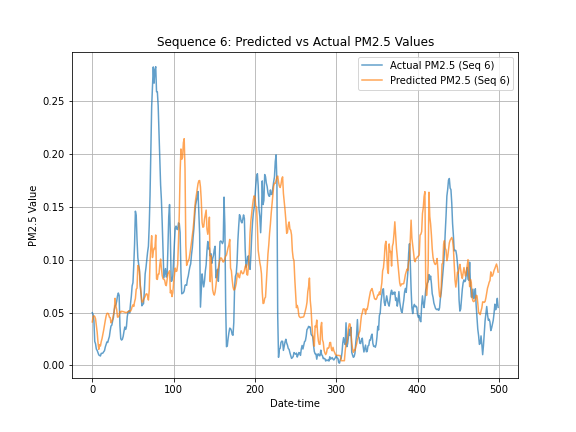 Sequence 6: Predicted vs Actual PM2.5 Values
Actual PM2.5 (Seq 6)
Predicted PM2.5 (Seq 6)
PM2.5 Value
0.25
0.20
0.15
0.10
0.05
0.00
0 100 200 300 400 500
Date-time